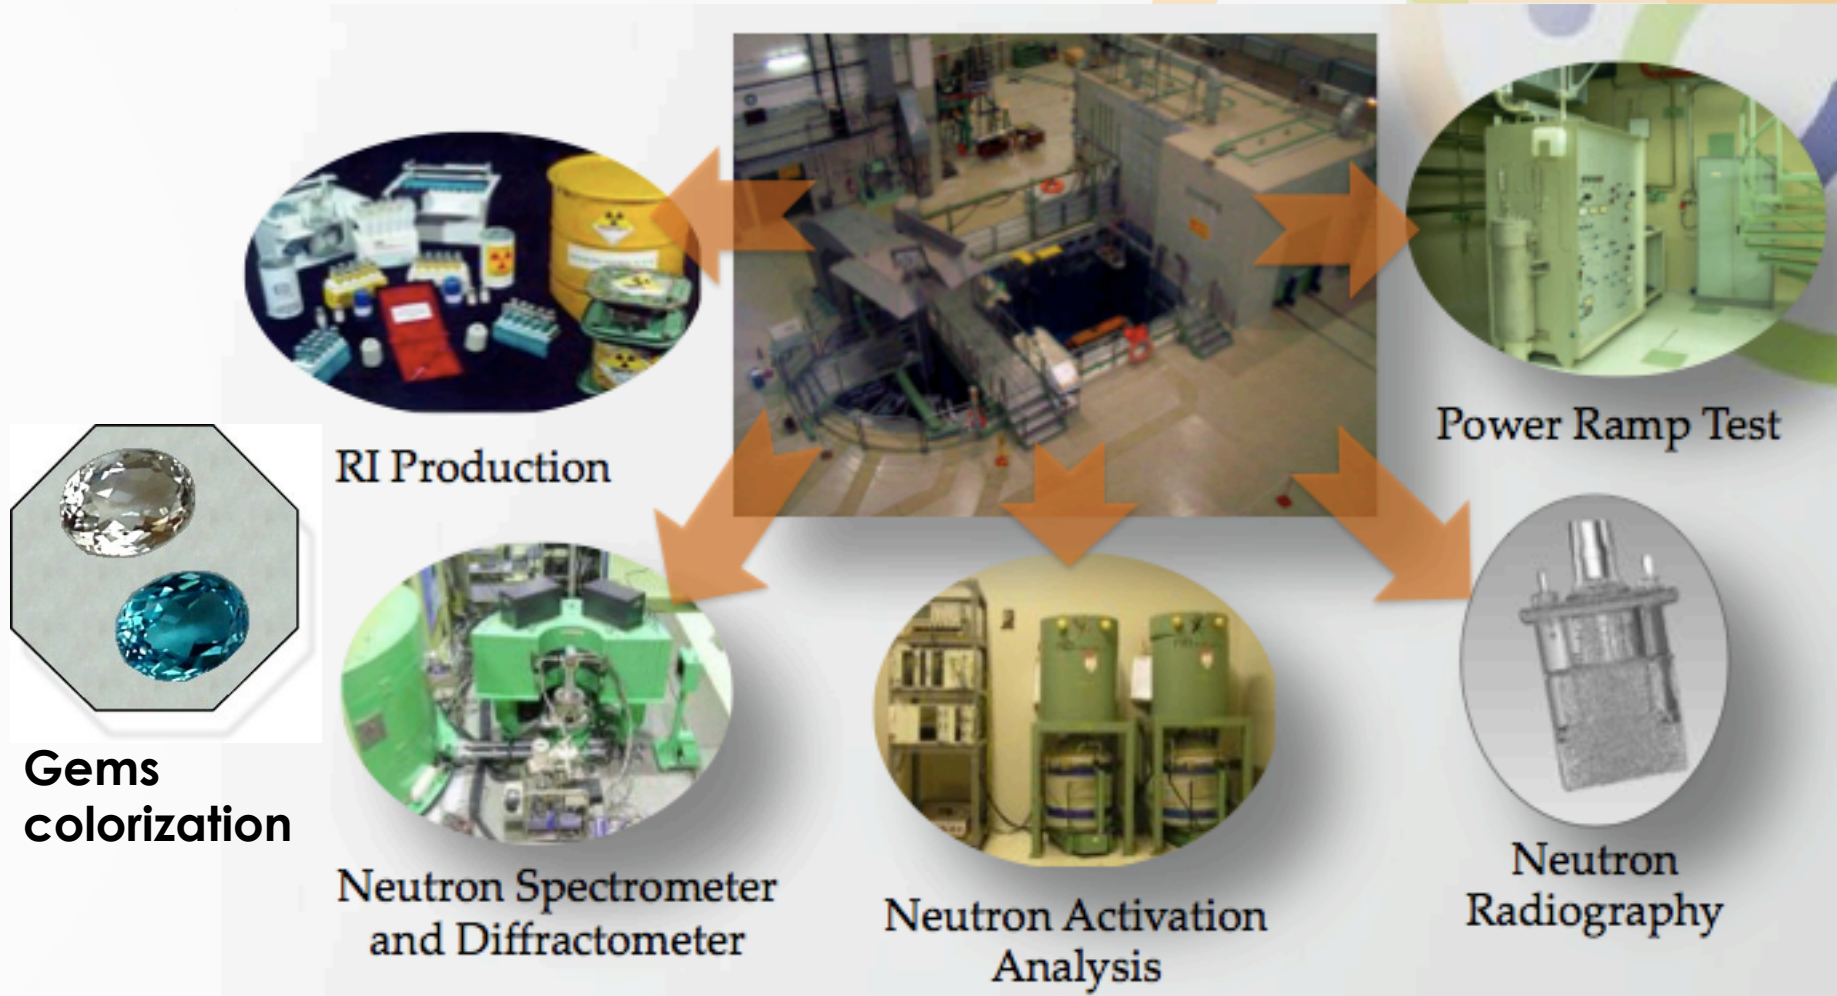 RI Production
Power Ramp Test
Gems
colorization
Neutron Spectrometer
and Diffractometer
Neutron Activation
Analysis
Neutron
Radiography